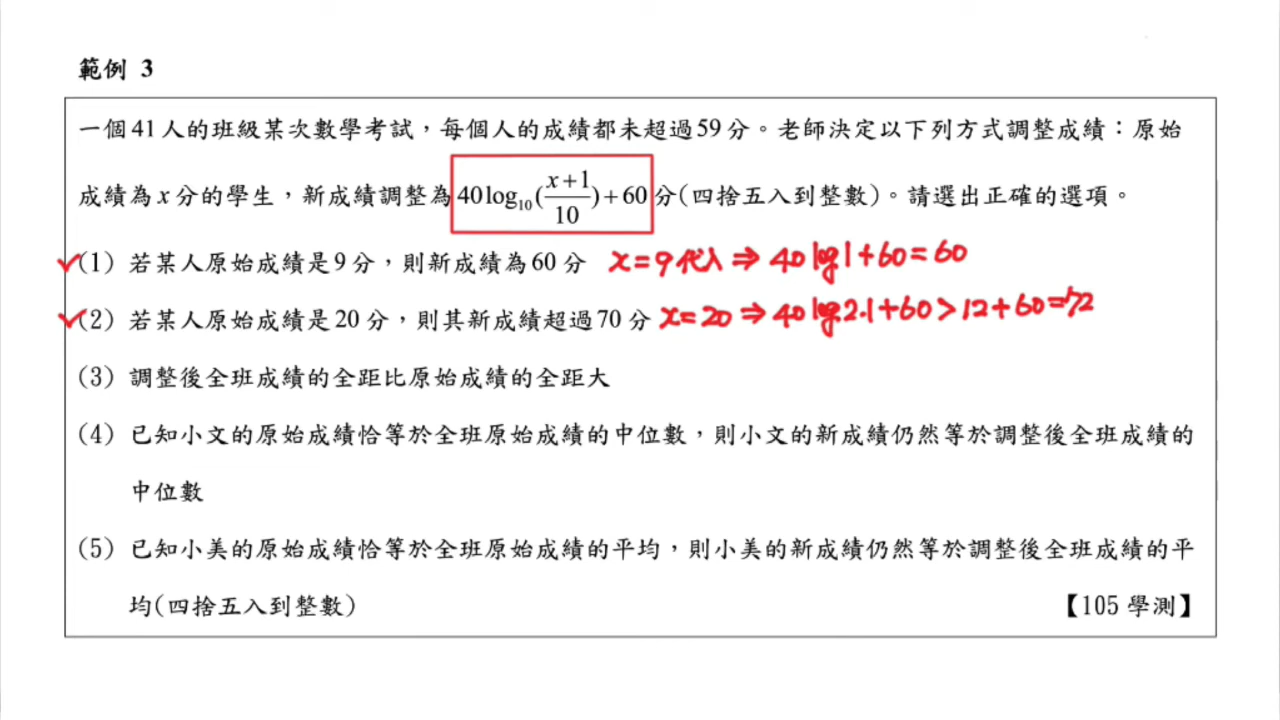 範例 3
一個41人的班級某次數學考試，每個人的成績都未超過59分。老師決定以下列方式調整成績：原始
成績為x分的學生，新成績調整為40log₁₀((x+1)/10)+60分(四捨五入到整數)。請選出正確的選項。
✓(1) 若某人原始成績是9分，則新成績為60分 x=9代入⇒40log1+60=60
✓(2) 若某人原始成績是20分，則其新成績超過70分 x=20⇒40log2.1+60>12+60=72
(3) 調整後全班成績的全距比原始成績的全距大
(4) 已知小文的原始成績恰等於全班原始成績的中位數，則小文的新成績仍然等於調整後全班成績的
中位數
(5) 已知小美的原始成績恰等於全班原始成績的平均，則小美的新成績仍然等於調整後全班成績的平
均(四捨五入到整數) 【105 學測】